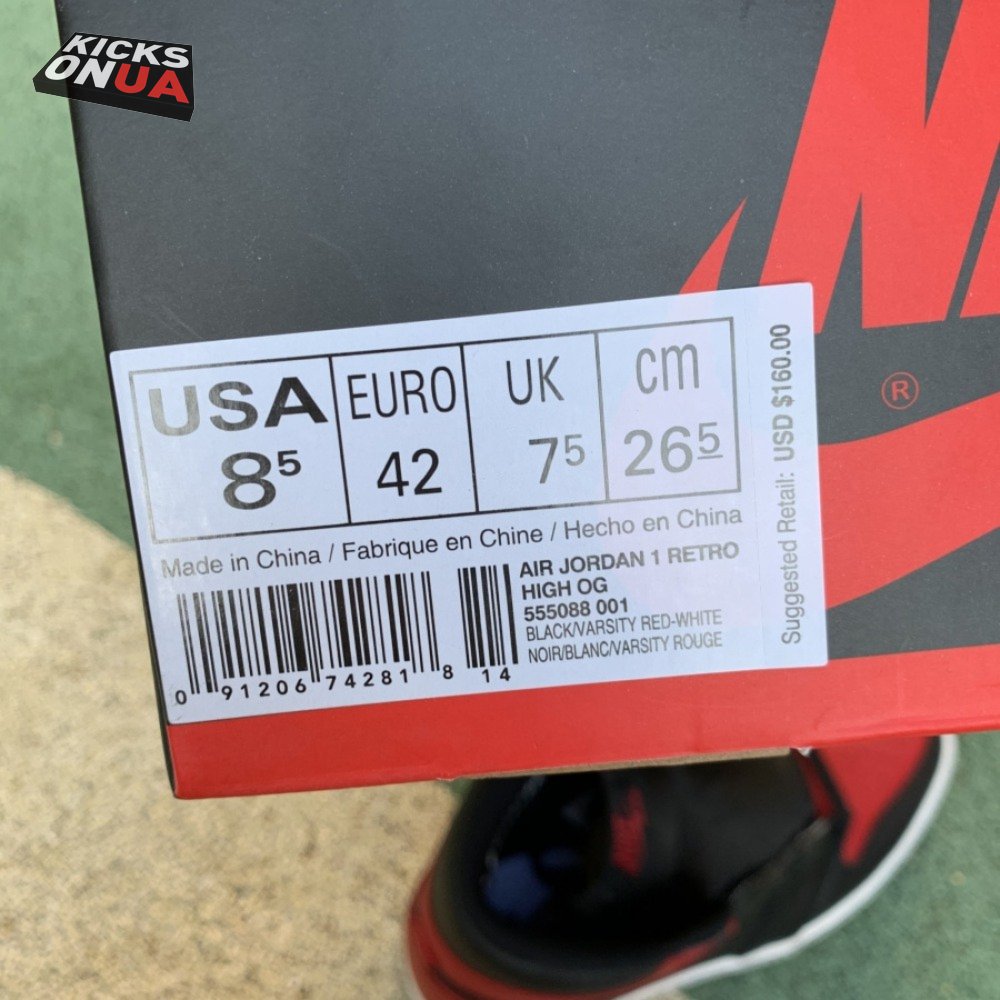 KICKS
ONUA
®
USA EURO UK cm
8⁵ 42 7⁵ 26⁵
Made in China / Fabrique en Chine / Hecho en China
AIR JORDAN 1 RETRO
HIGH OG
555088 001
BLACK/VARSITY RED-WHITE
NOIR/BLANC/VARSITY ROUGE
0 91206 74281 8 14
Suggested Retail: USD $160.00